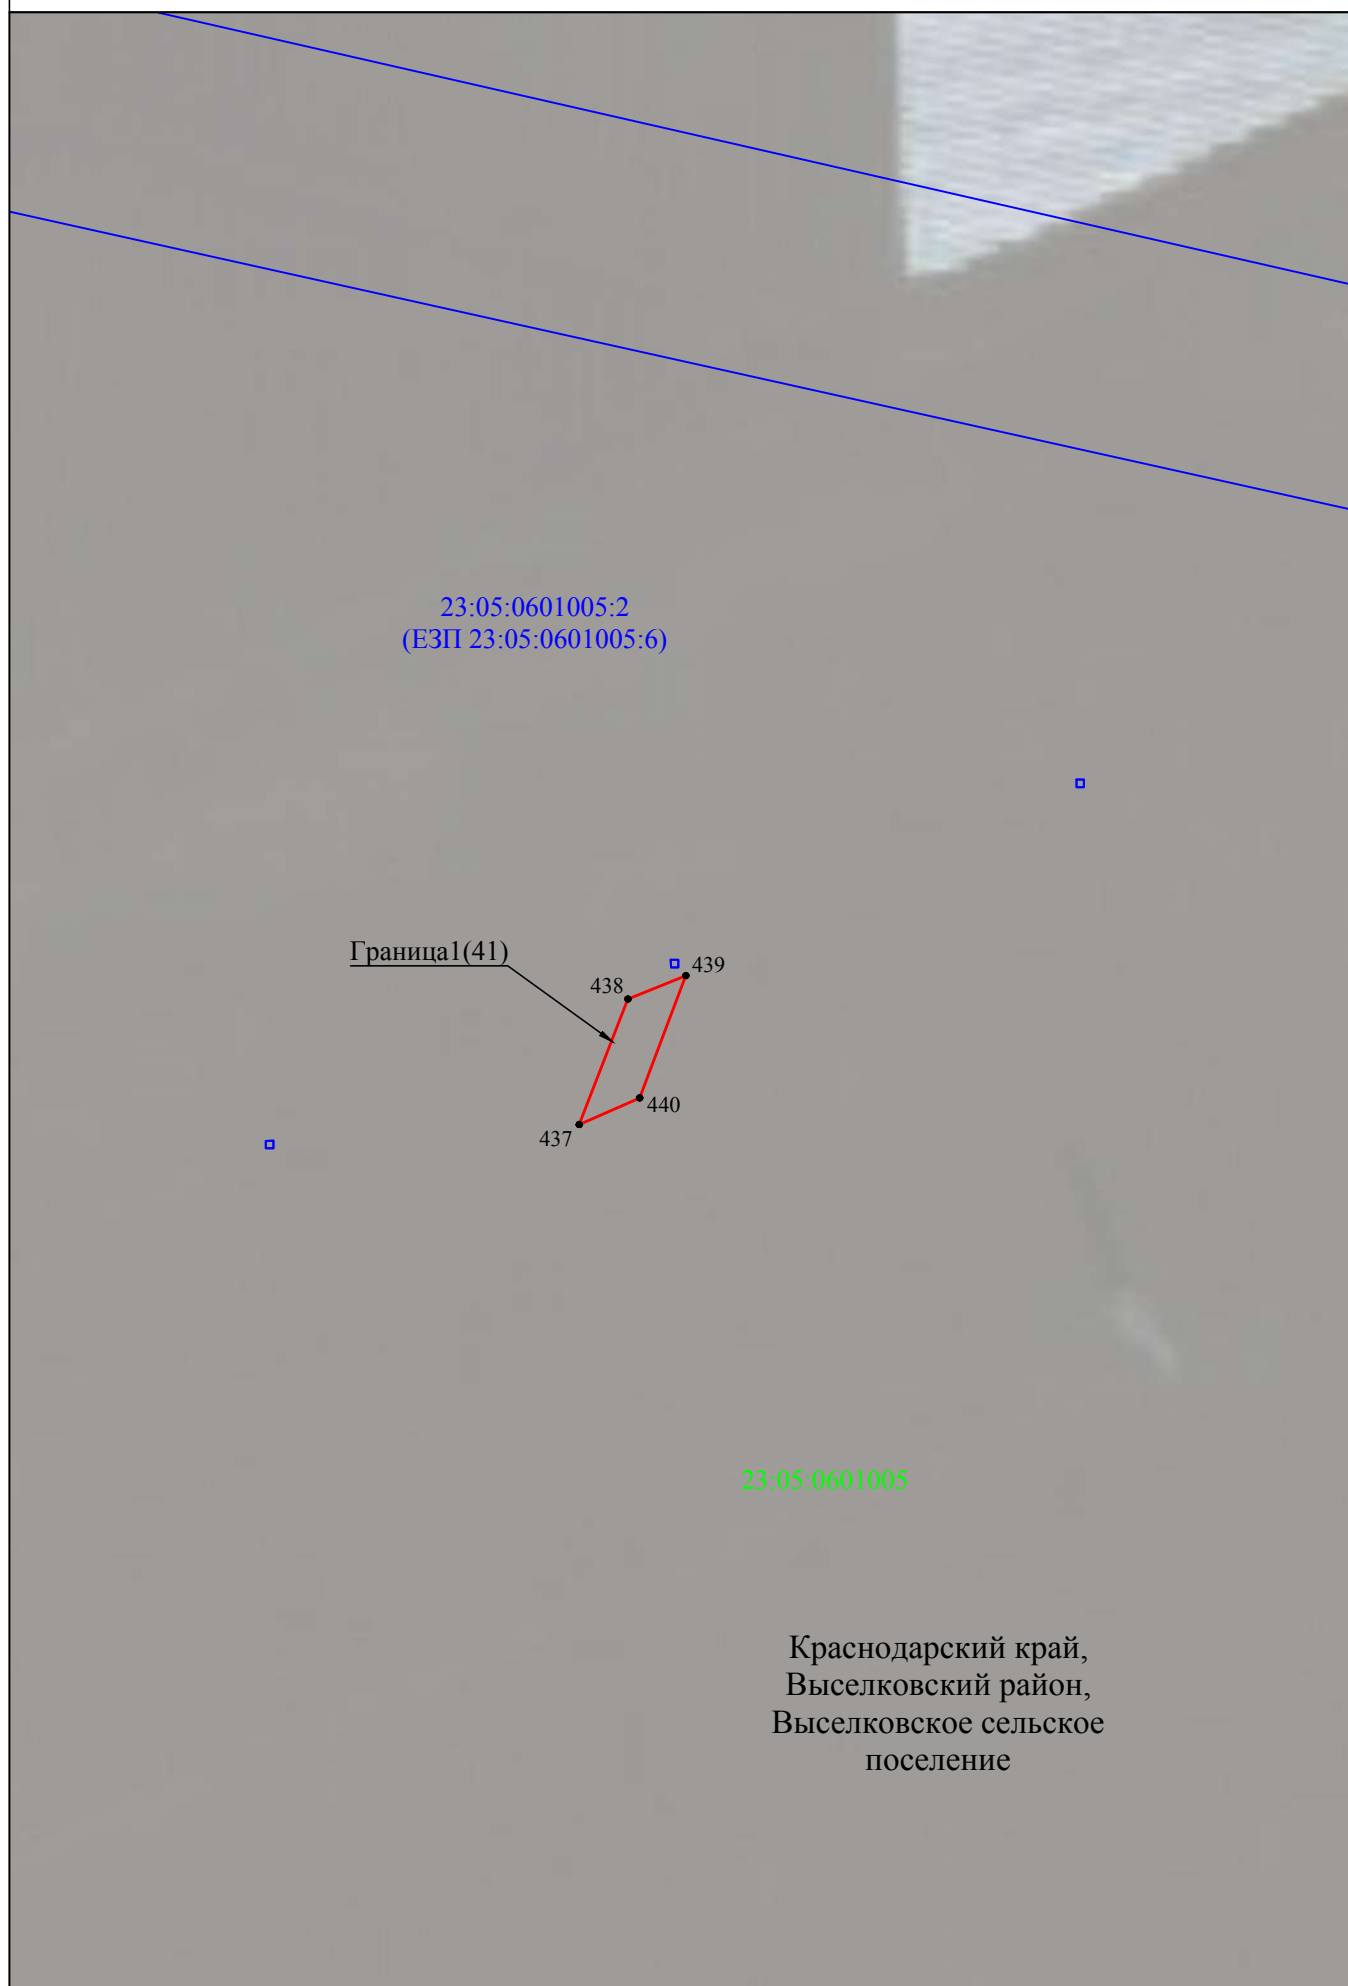 23:05:0601005:2
(ЕЗП 23:05:0601005:6)
Граница1(41)
439
438
440
437
23:05:0601005
Краснодарский край,
Выселковский район,
Выселковское сельское
поселение